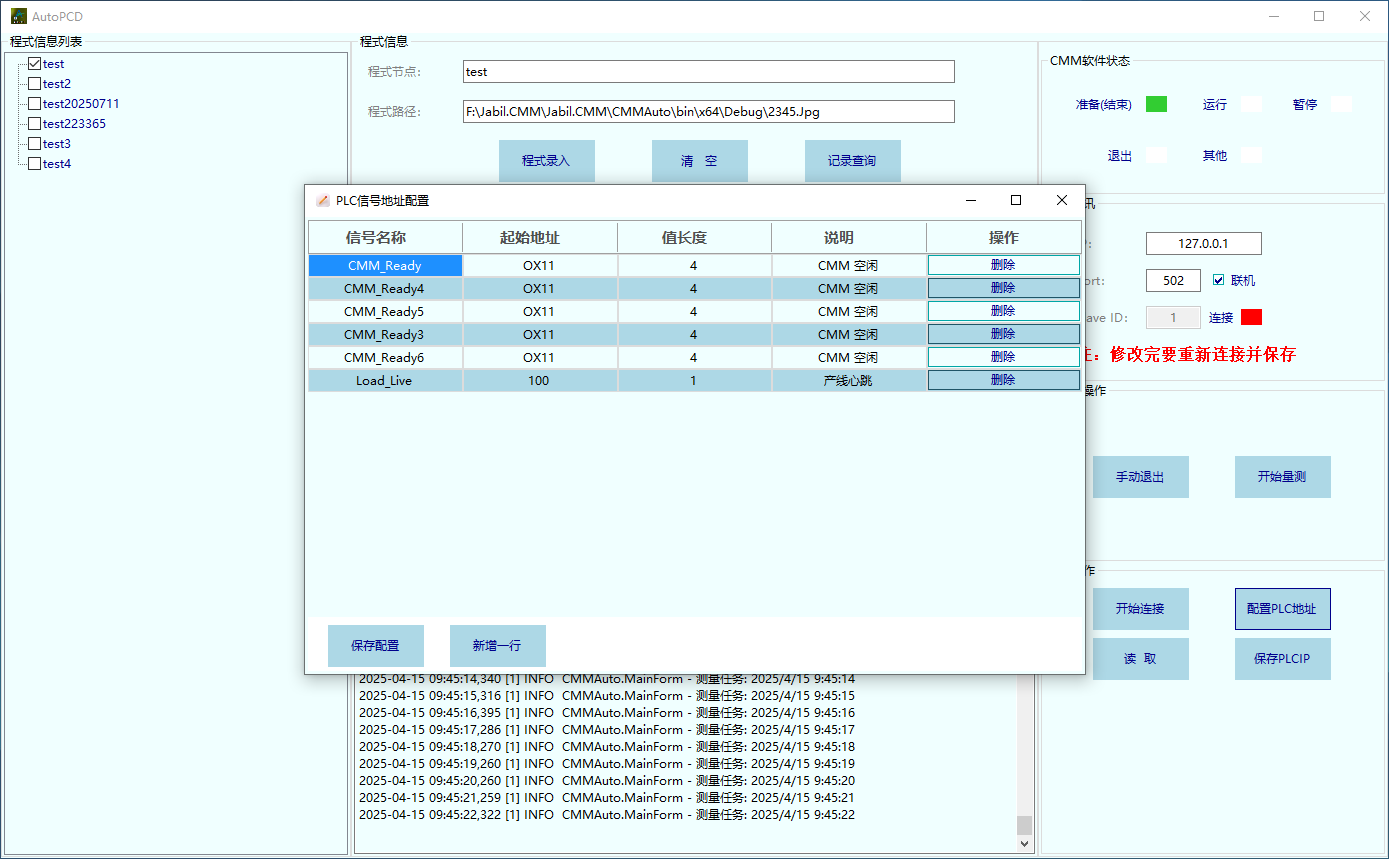 AutoPCD
程式信息列表
test
test2
test20250711
test223365
test3
test4
程式信息
程式节点：
test
程式路径：
F:\Jabil.CMM\Jabil.CMM\CMMAuto\bin\x64\Debug\2345.Jpg
程式录入
清 空
记录查询
CMM软件状态
准备(结束)
运行
暂停
退出
其他
PLC信号地址配置
信号名称 起始地址 值长度 说明 操作
CMM_Ready OX11 4 CMM 空闲 删除
CMM_Ready4 OX11 4 CMM 空闲 删除
CMM_Ready5 OX11 4 CMM 空闲 删除
CMM_Ready3 OX11 4 CMM 空闲 删除
CMM_Ready6 OX11 4 CMM 空闲 删除
Load_Live 100 1 产线心跳 删除
保存配置
新增一行
讯
127.0.0.1
ort:
502
联机
ave ID:
1
连接
注：修改完要重新连接并保存
操作
手动退出
开始量测
作
开始连接
配置PLC地址
读 取
保存PLCIP
2025-04-15 09:45:14,340 [1] INFO CMMAuto.MainForm - 测量任务: 2025/4/15 9:45:14
2025-04-15 09:45:15,316 [1] INFO CMMAuto.MainForm - 测量任务: 2025/4/15 9:45:15
2025-04-15 09:45:16,395 [1] INFO CMMAuto.MainForm - 测量任务: 2025/4/15 9:45:16
2025-04-15 09:45:17,286 [1] INFO CMMAuto.MainForm - 测量任务: 2025/4/15 9:45:17
2025-04-15 09:45:18,270 [1] INFO CMMAuto.MainForm - 测量任务: 2025/4/15 9:45:18
2025-04-15 09:45:19,260 [1] INFO CMMAuto.MainForm - 测量任务: 2025/4/15 9:45:19
2025-04-15 09:45:20,260 [1] INFO CMMAuto.MainForm - 测量任务: 2025/4/15 9:45:20
2025-04-15 09:45:21,259 [1] INFO CMMAuto.MainForm - 测量任务: 2025/4/15 9:45:21
2025-04-15 09:45:22,322 [1] INFO CMMAuto.MainForm - 测量任务: 2025/4/15 9:45:22